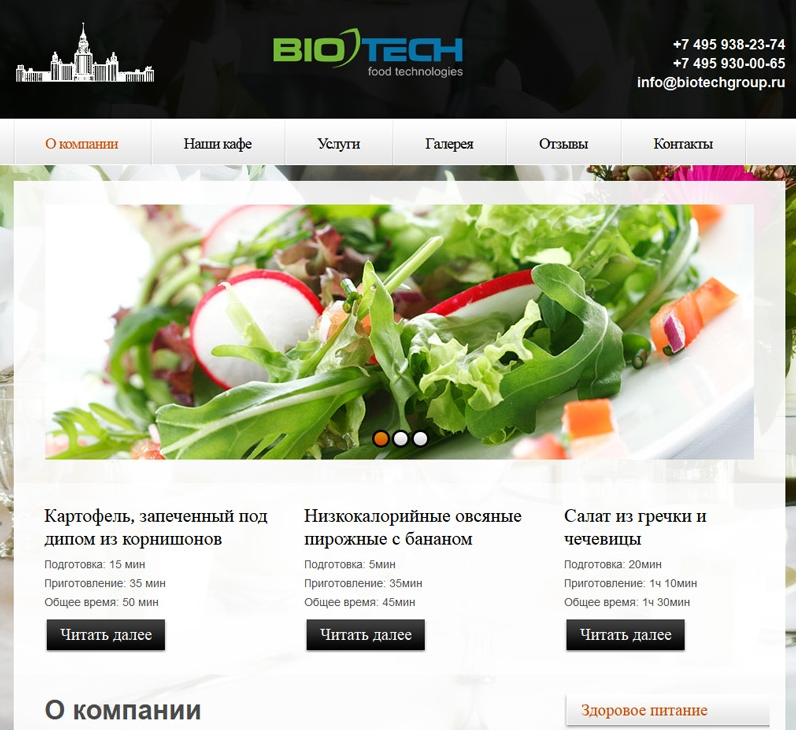 BIOTECH
food technologies
+7 495 938-23-74
+7 495 930-00-65
info@biotechgroup.ru
О компании
Наши кафе
Услуги
Галерея
Отзывы
Контакты
Картофель, запеченный под
дипом из корнишонов
Подготовка: 15 мин
Приготовление: 35 мин
Общее время: 50 мин
Читать далее
Низкокалорийные овсяные
пирожные с бананом
Подготовка: 5мин
Приготовление: 35мин
Общее время: 45мин
Читать далее
Салат из гречки и
чечевицы
Подготовка: 20мин
Приготовление: 1ч 10мин
Общее время: 1ч 30мин
Читать далее
О компании
Здоровое питание